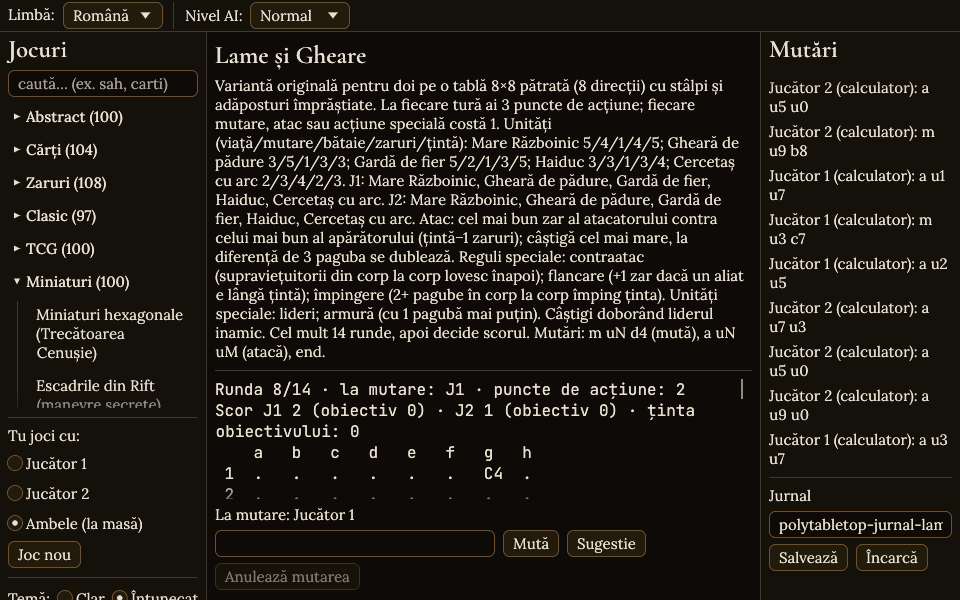 Limbă: Română ▼ Nivel AI: Normal ▼
Jocuri
caută... (ex. sah, carti)
▸ Abstract (100)
▸ Cărți (104)
▸ Zaruri (108)
▸ Clasic (97)
▸ TCG (100)
▾ Miniaturi (100)
Miniaturi hexagonale
(Trecătoarea
Cenușie)
Escadrile din Rift
(manevre secrete)
Tu joci cu:
Jucător 1
Jucător 2
Ambele (la masă)
Joc nou
Temă: Clar Întunecat
Lame și Gheare
Variantă originală pentru doi pe o tablă 8×8 pătrată (8 direcții) cu stâlpi și
adăposturi împrăștiate. La fiecare tură ai 3 puncte de acțiune; fiecare
mutare, atac sau acțiune specială costă 1. Unități
(viață/mutare/bătaie/zaruri/țintă): Mare Războinic 5/4/1/4/5; Gheară de
pădure 3/5/1/3/3; Gardă de fier 5/2/1/3/5; Haiduc 3/3/1/3/4; Cercetaș
cu arc 2/3/4/2/3. J1: Mare Războinic, Gheară de pădure, Gardă de fier,
Haiduc, Cercetaș cu arc. J2: Mare Războinic, Gheară de pădure, Gardă de
fier, Haiduc, Cercetaș cu arc. Atac: cel mai bun zar al atacatorului contra
celui mai bun al apărătorului (țintă−1 zaruri); câștigă cel mai mare, la
diferență de 3 paguba se dublează. Reguli speciale: contraatac
(supraviețuitorii din corp la corp lovesc înapoi); flancare (+1 zar dacă un aliat
e lângă țintă); împingere (2+ pagube în corp la corp împing ținta). Unități
speciale: lideri; armură (cu 1 pagubă mai puțin). Câștigi doborând liderul
inamic. Cel mult 14 runde, apoi decide scorul. Mutări: m uN d4 (mută), a uN
uM (atacă), end.
Runda 8/14 · la mutare: J1 · puncte de acțiune: 2
Scor J1 2 (obiectiv 0) · J2 1 (obiectiv 0) · ținta
obiectivului: 0
a b c d e f g h
1 . . . . . . C4 .
2 . . . . . . . .
La mutare: Jucător 1
Mută Sugestie
Anulează mutarea
Mutări
Jucător 2 (calculator): a
u5 u0
Jucător 2 (calculator): m
u9 b8
Jucător 1 (calculator): a u1
u7
Jucător 1 (calculator): m
u3 c7
Jucător 1 (calculator): a u2
u5
Jucător 2 (calculator): a
u7 u3
Jucător 2 (calculator): a
u5 u0
Jucător 2 (calculator): a
u9 u0
Jucător 1 (calculator): a u3
u7
Jurnal
polytabletop-jurnal-lam
Salvează Încarcă